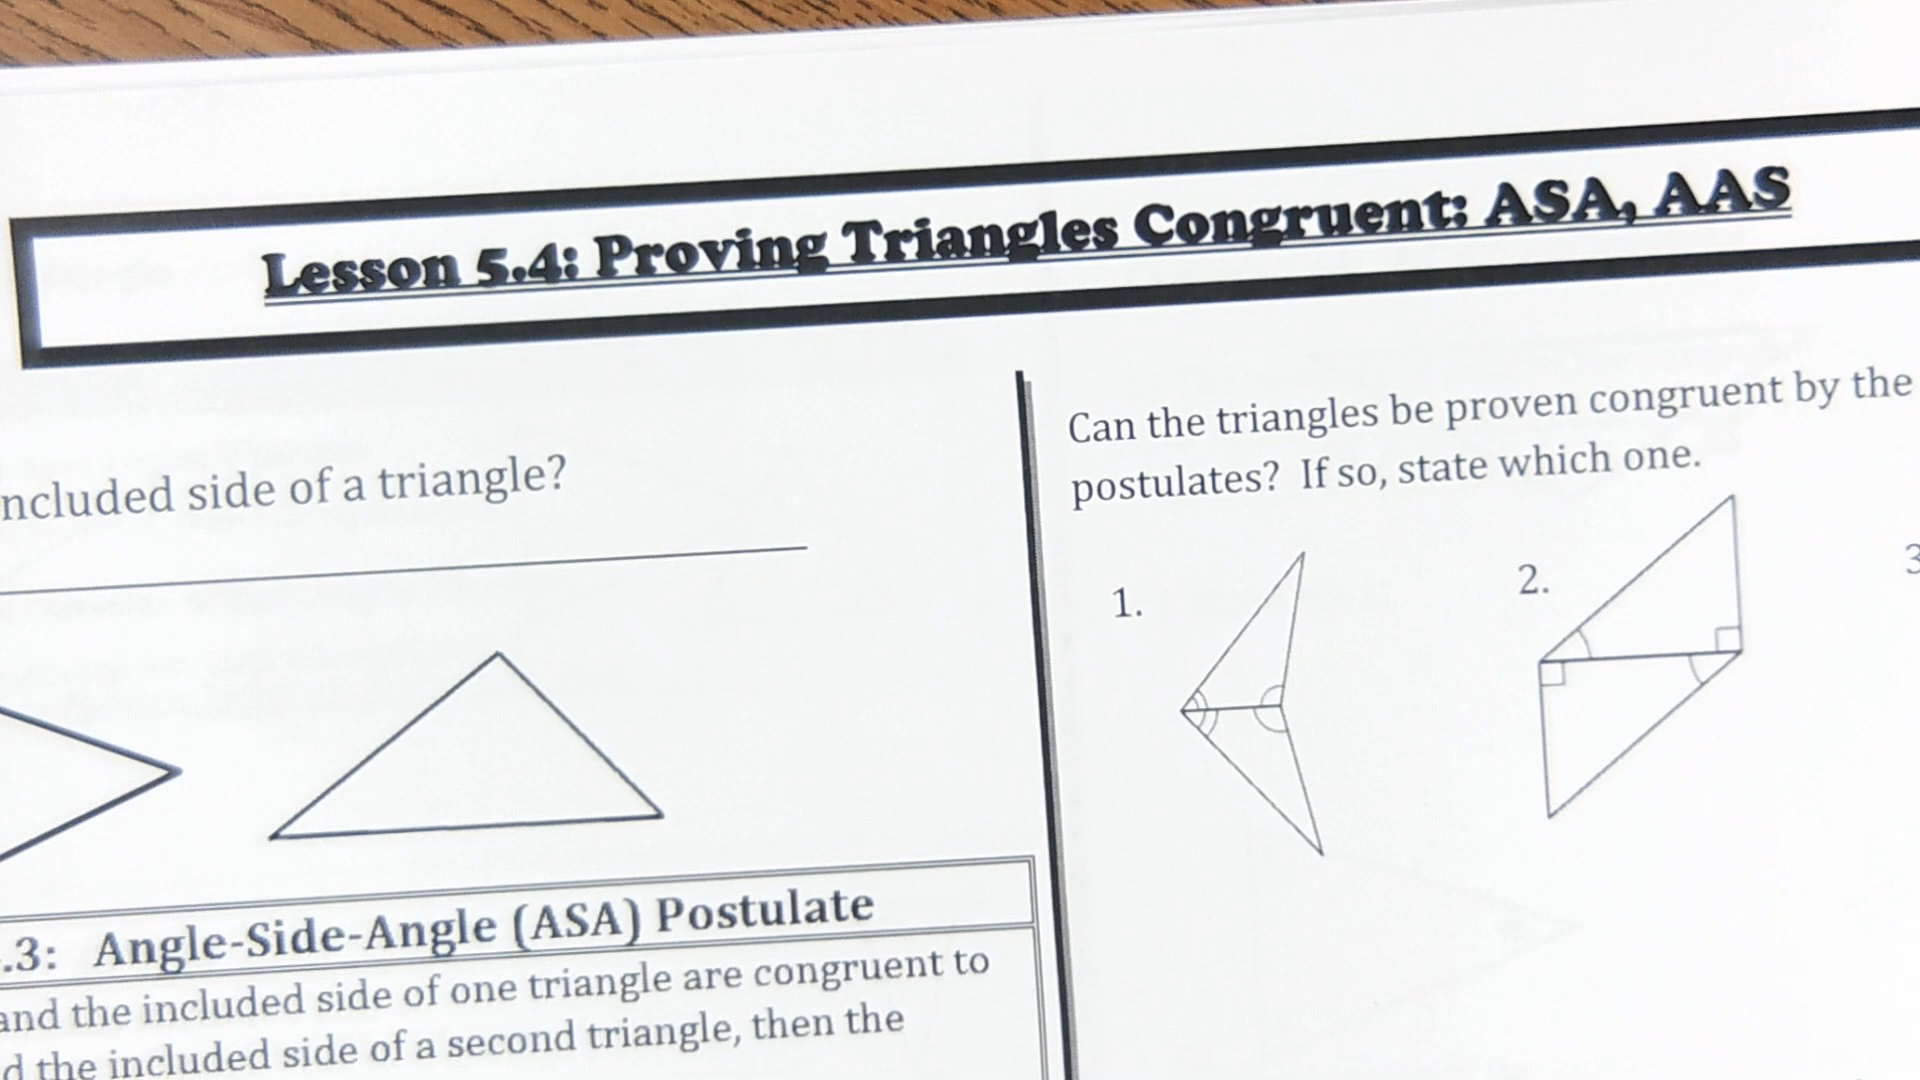 Lesson 5.4: Proving Triangles Congruent: ASA, AAS
ncluded side of a triangle?
.3: Angle-Side-Angle (ASA) Postulate
and the included side of one triangle are congruent to
d the included side of a second triangle, then the
Can the triangles be proven congruent by the
postulates? If so, state which one.
1.
2.
3